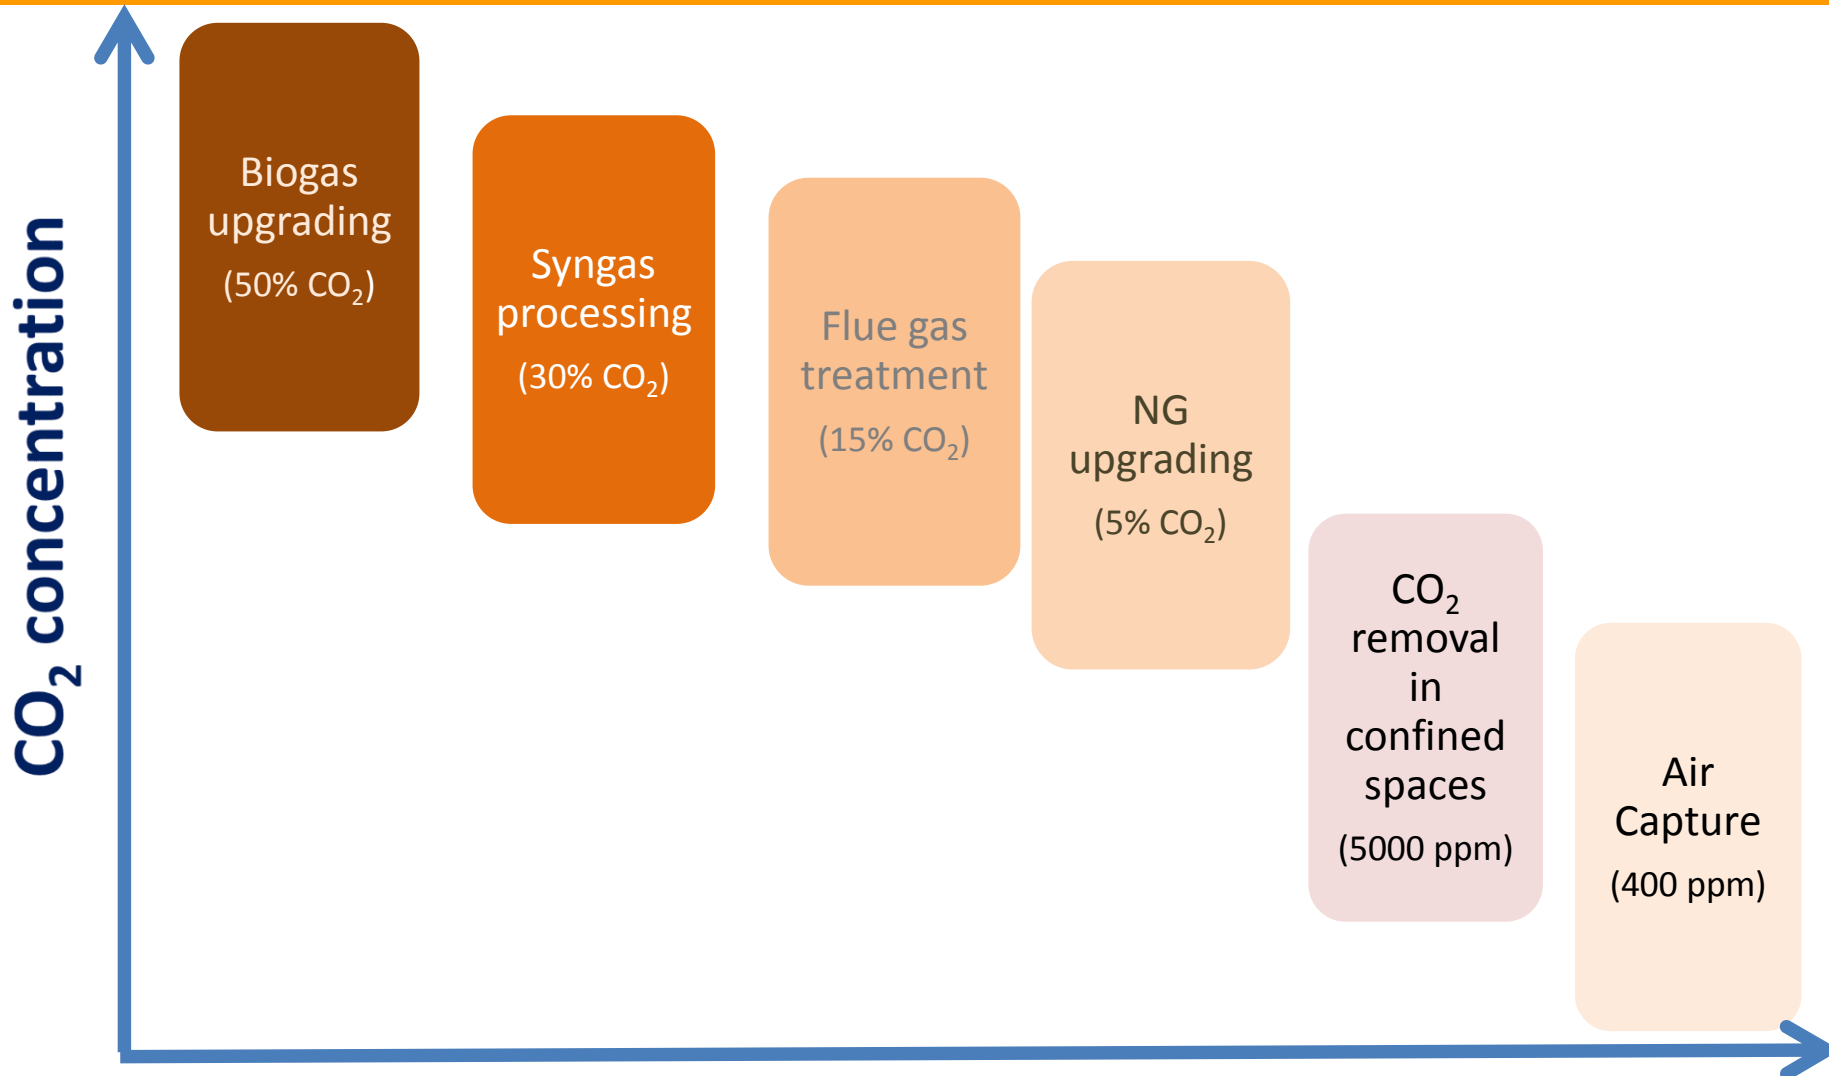 CO₂ concentration
Biogas
upgrading
(50% CO₂)
Syngas
processing
(30% CO₂)
Flue gas
treatment
(15% CO₂)
NG
upgrading
(5% CO₂)
CO₂
removal
in
confined
spaces
(5000 ppm)
Air
Capture
(400 ppm)